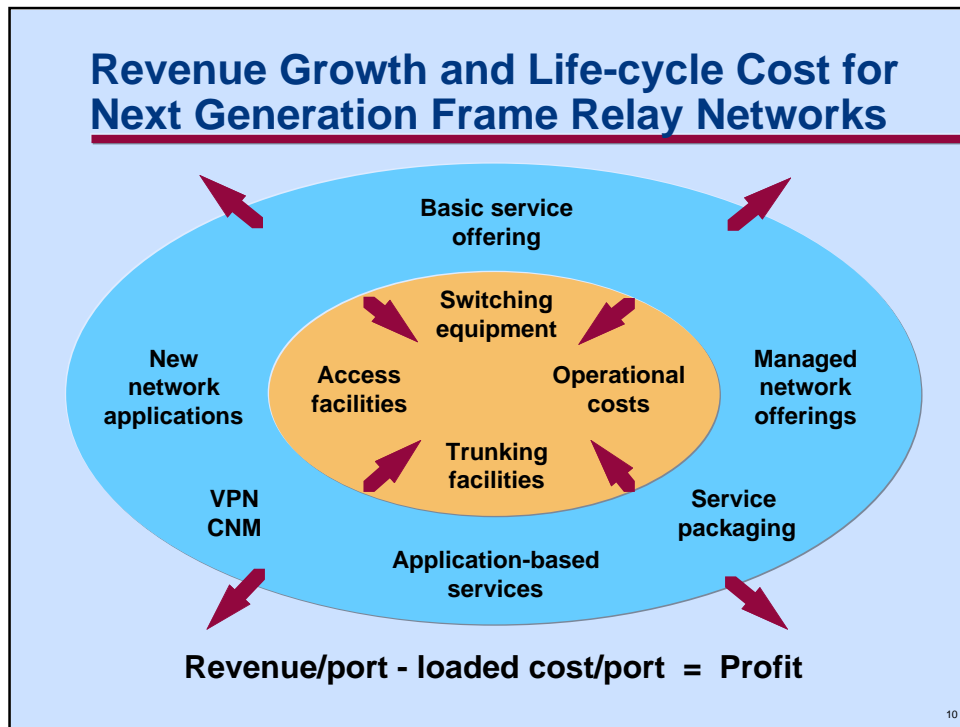 Revenue Growth and Life-cycle Cost for
Next Generation Frame Relay Networks
Basic service
offering
Switching
equipment
New
network
applications
Access
facilities
Operational
costs
Managed
network
offerings
Trunking
facilities
VPN
CNM
Service
packaging
Application-based
services
Revenue/port - loaded cost/port = Profit
10